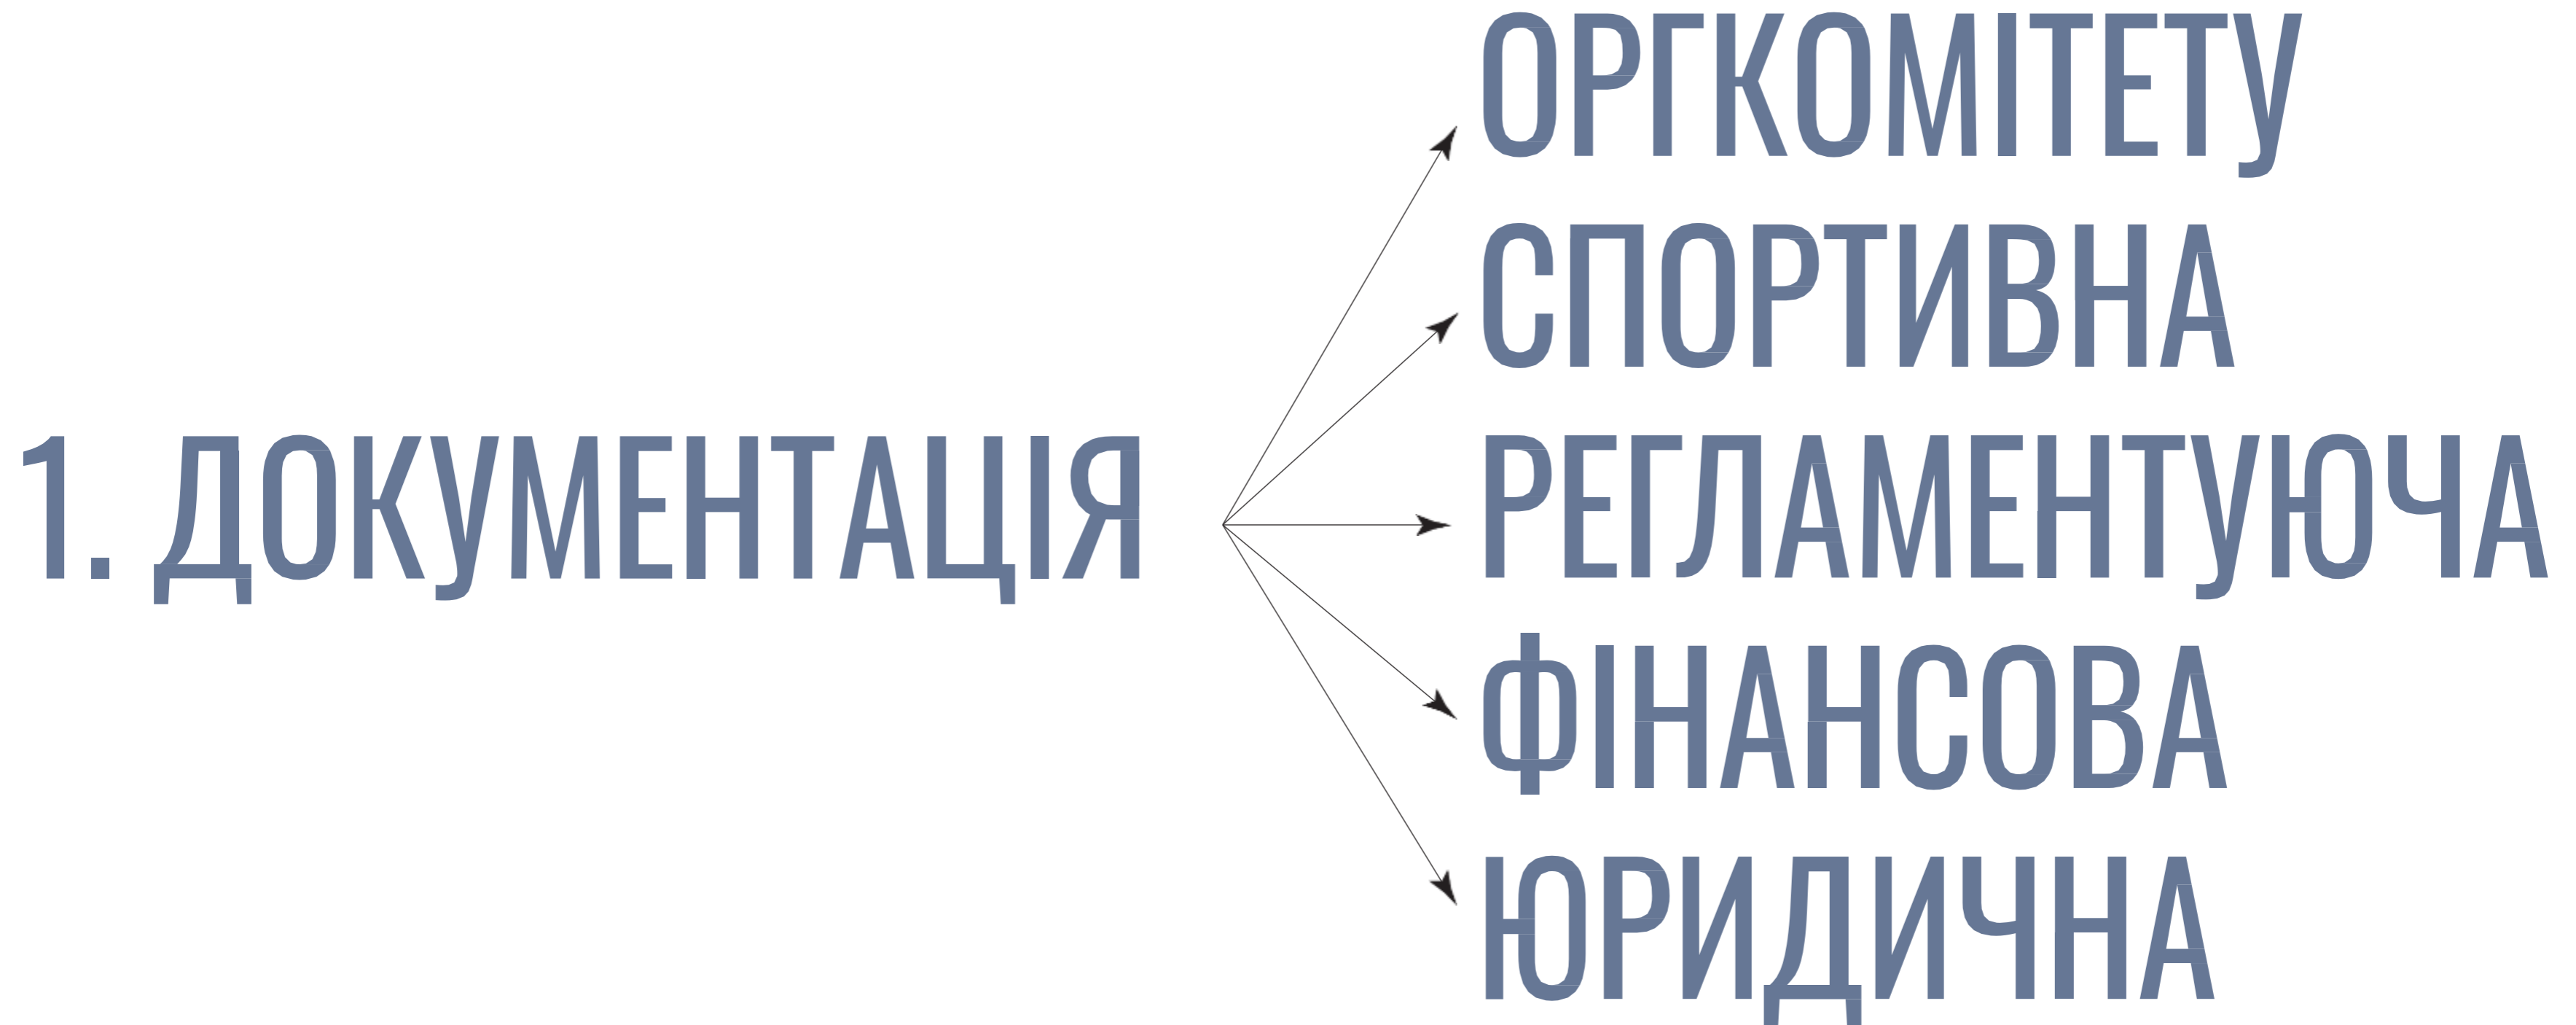 1. ДОКУМЕНТАЦІЯ
ОРГКОМІТЕТУ
СПОРТИВНА
РЕГЛАМЕНТУЮЧА
ФІНАНСОВА
ЮРИДИЧНА